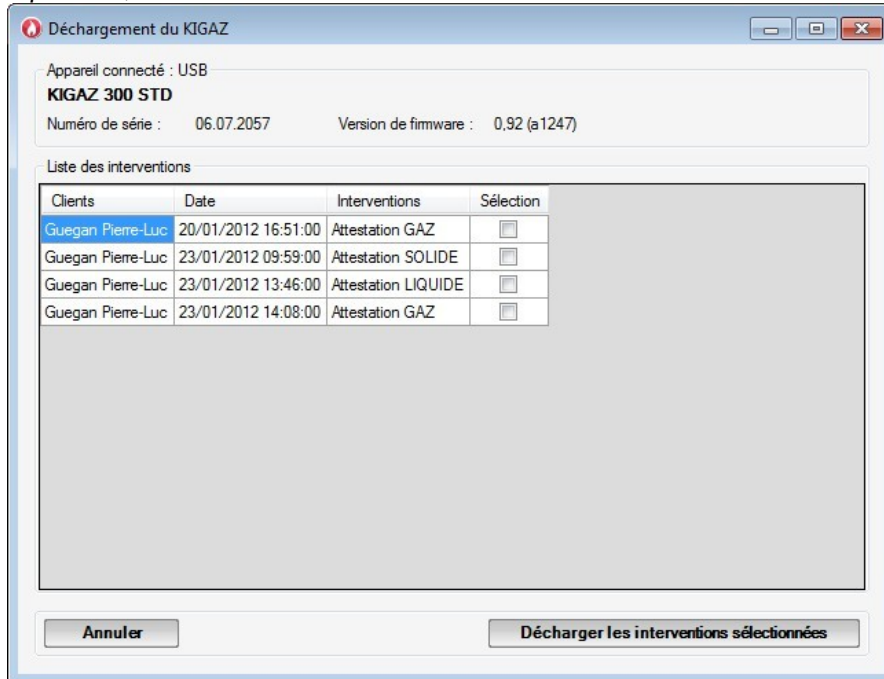 Déchargement du KIGAZ
Appareil connecté : USB
KIGAZ 300 STD
Numéro de série : 06.07.2057 Version de firmware : 0,92 (a1247)
Liste des interventions
Clients Date Interventions Sélection
Guegan Pierre-Luc 20/01/2012 16:51:00 Attestation GAZ
Guegan Pierre-Luc 23/01/2012 09:59:00 Attestation SOLIDE
Guegan Pierre-Luc 23/01/2012 13:46:00 Attestation LIQUIDE
Guegan Pierre-Luc 23/01/2012 14:08:00 Attestation GAZ
Annuler Décharger les interventions sélectionnées